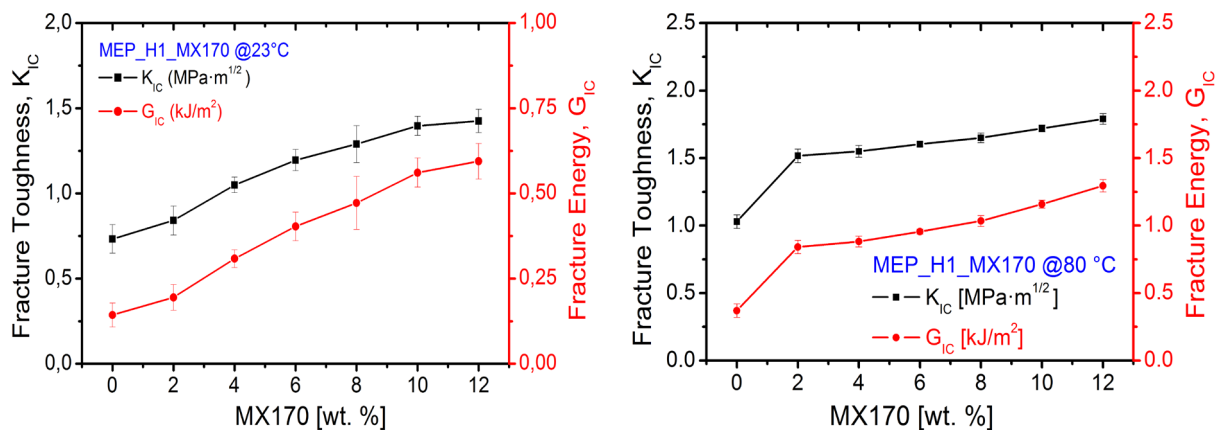 MEP_H1_MX170 @23°C
K_IC (MPa·m^1/2)
G_IC (kJ/m²)
Fracture Toughness, K_IC
2,0
1,5
1,0
0,5
0,0
Fracture Energy, G_IC
1,00
0,75
0,50
0,25
0,00
0 2 4 6 8 10 12
MX170 [wt. %]
MEP_H1_MX170 @80 °C
K_IC [MPa·m^1/2]
G_IC [kJ/m²]
Fracture Toughness, K_IC
2.5
2.0
1.5
1.0
0.5
0.0
Fracture Energy, G_IC
2.5
2.0
1.5
1.0
0.5
0.0
0 2 4 6 8 10 12
MX170 [wt. %]